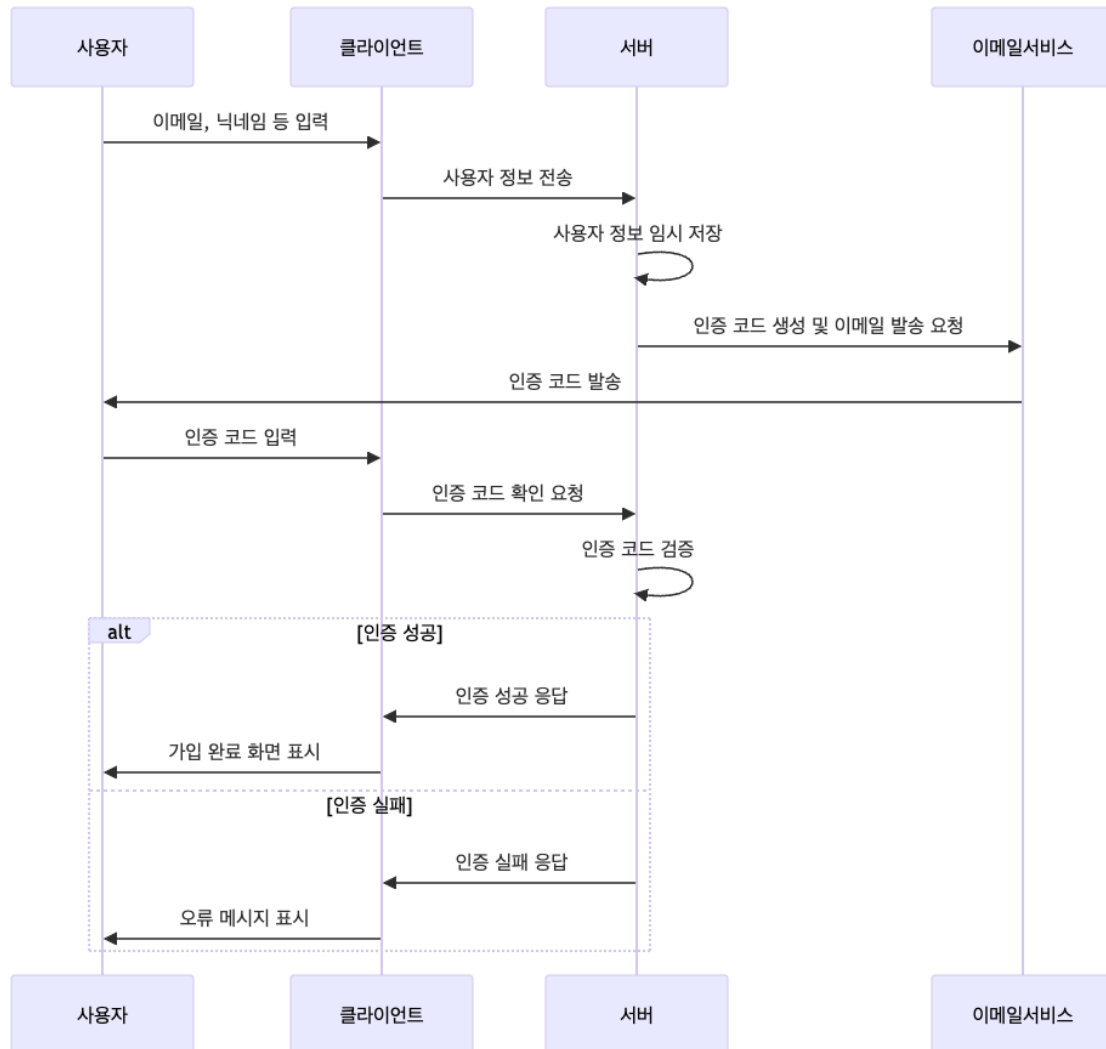 사용자
클라이언트
서버
이메일서비스
이메일, 닉네임 등 입력
사용자 정보 전송
사용자 정보 임시 저장
인증 코드 생성 및 이메일 발송 요청
인증 코드 발송
인증 코드 입력
인증 코드 확인 요청
인증 코드 검증
alt
[인증 성공]
인증 성공 응답
가입 완료 화면 표시
[인증 실패]
인증 실패 응답
오류 메시지 표시
사용자
클라이언트
서버
이메일서비스